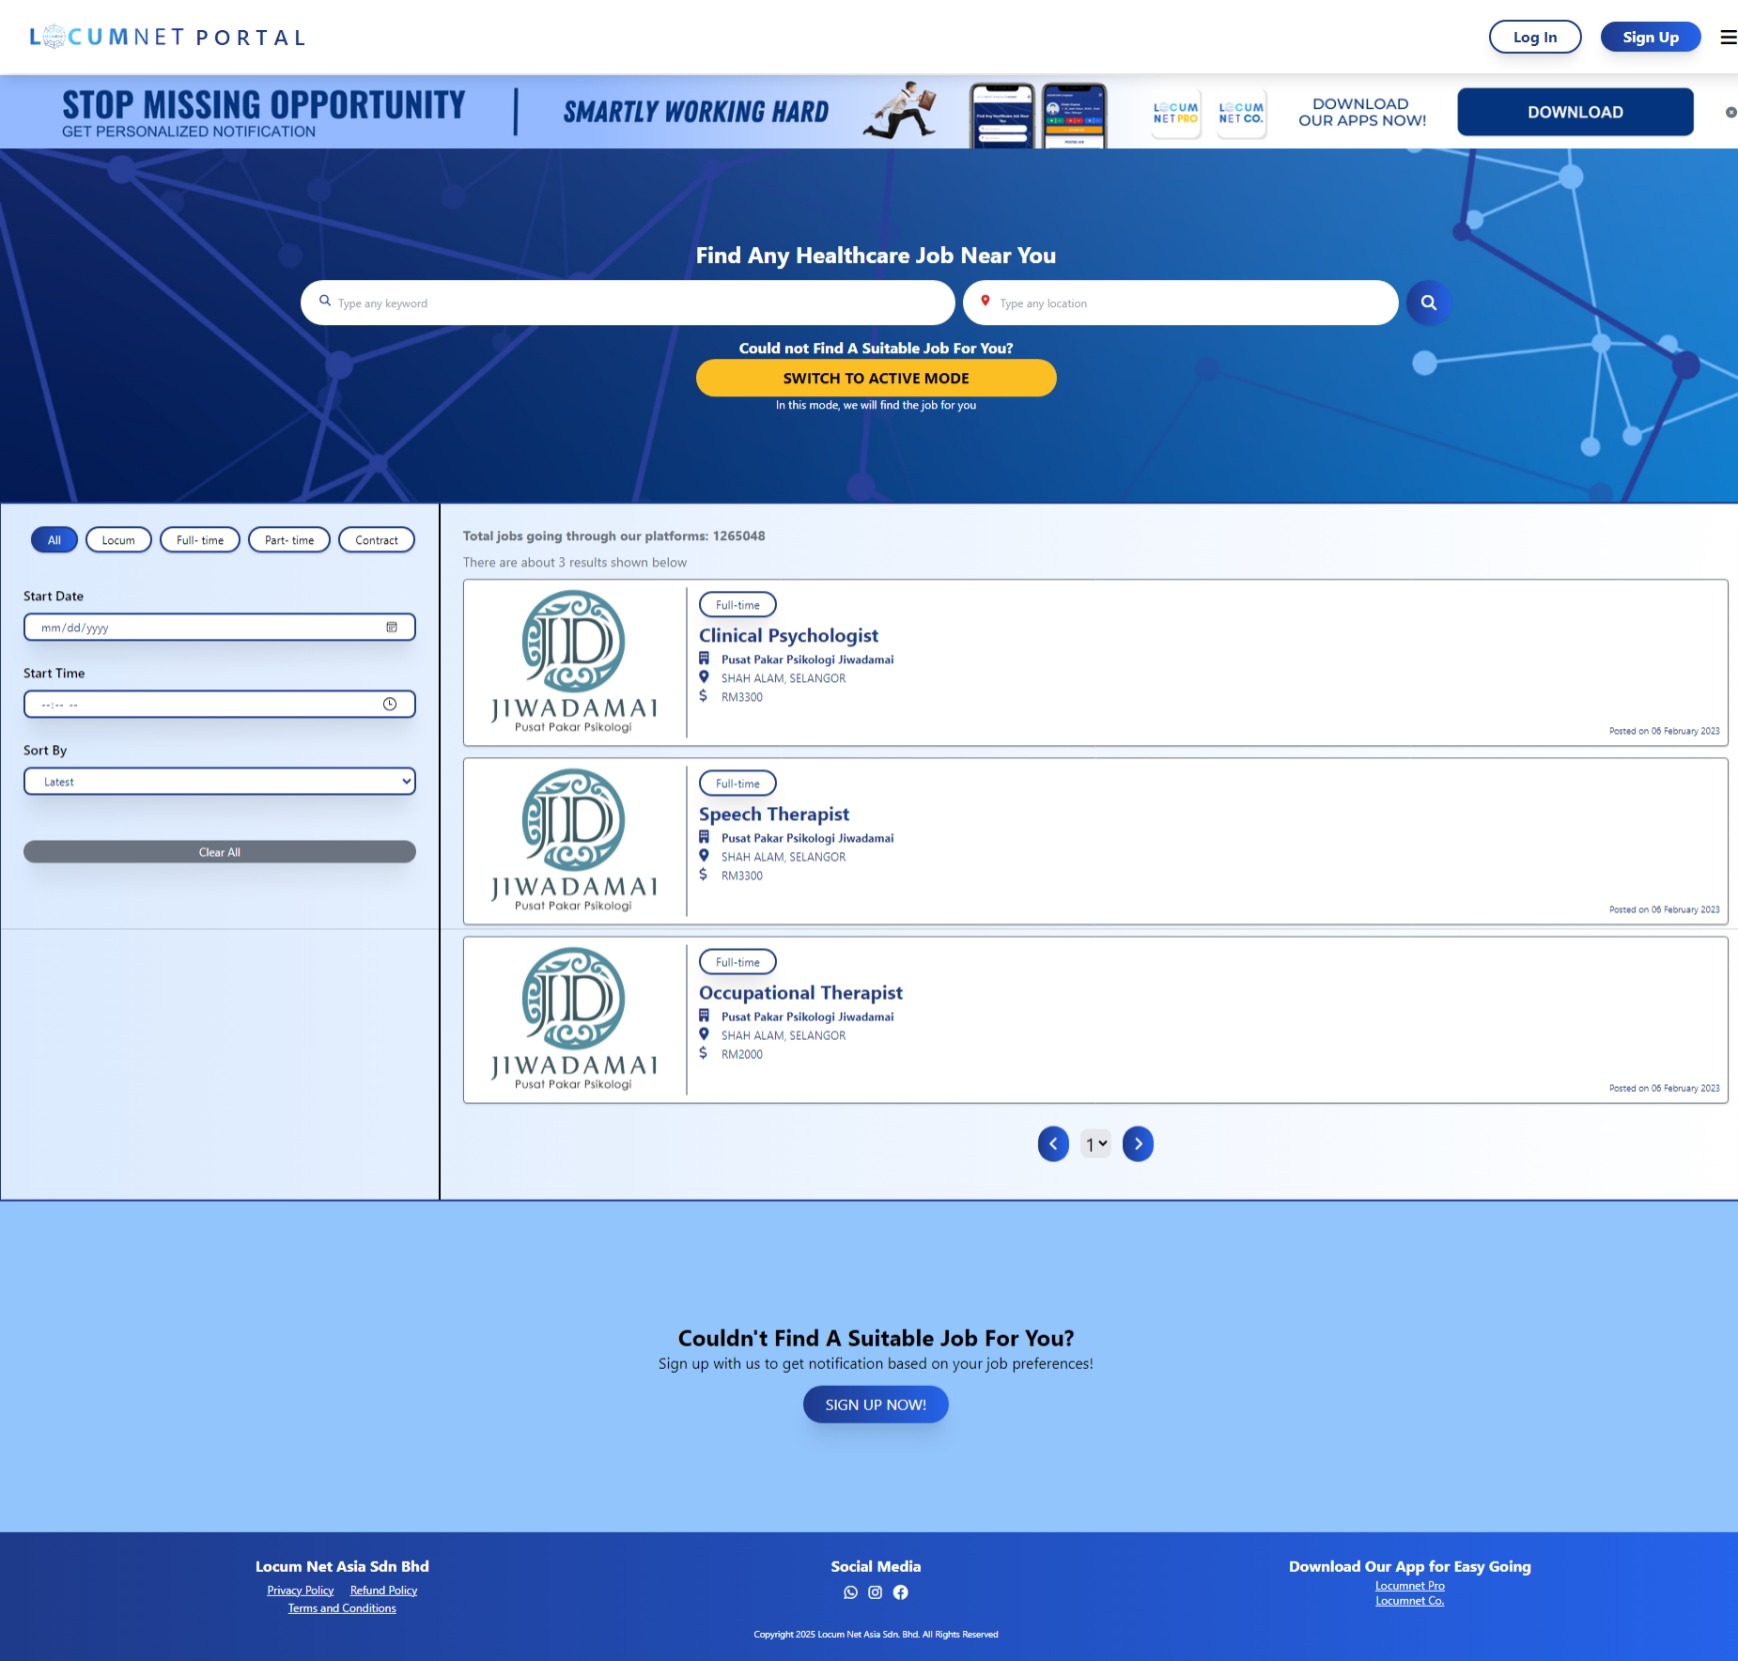 LOCUMNET PORTAL
Log In
Sign Up
STOP MISSING OPPORTUNITY
GET PERSONALIZED NOTIFICATION
SMARTLY WORKING HARD
LOCUM
NET PRO
LOCUM
NET CO.
DOWNLOAD
OUR APPS NOW!
DOWNLOAD
Find Any Healthcare Job Near You
Type any keyword
Type any location
Could not Find A Suitable Job For You?
SWITCH TO ACTIVE MODE
In this mode, we will find the job for you
All
Locum
Full- time
Part- time
Contract
Start Date
mm/dd/yyyy
Start Time
--:-- --
Sort By
Latest
Clear All
Total jobs going through our platforms: 1265048
There are about 3 results shown below
JD
JIWADAMAI
Pusat Pakar Psikologi
Full-time
Clinical Psychologist
Pusat Pakar Psikologi Jiwadamai
SHAH ALAM, SELANGOR
RM3300
Posted on 06 February 2023
JD
JIWADAMAI
Pusat Pakar Psikologi
Full-time
Speech Therapist
Pusat Pakar Psikologi Jiwadamai
SHAH ALAM, SELANGOR
RM3300
Posted on 06 February 2023
JD
JIWADAMAI
Pusat Pakar Psikologi
Full-time
Occupational Therapist
Pusat Pakar Psikologi Jiwadamai
SHAH ALAM, SELANGOR
RM2000
Posted on 06 February 2023
1
Couldn't Find A Suitable Job For You?
Sign up with us to get notification based on your job preferences!
SIGN UP NOW!
Locum Net Asia Sdn Bhd
Privacy Policy Refund Policy
Terms and Conditions
Social Media
Download Our App for Easy Going
Locumnet Pro
Locumnet Co.
Copyright 2025 Locum Net Asia Sdn. Bhd. All Rights Reserved